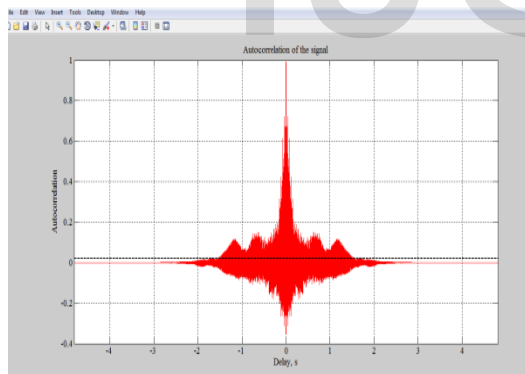 File Edit View Insert Tools Desktop Window Help
Autocorrelation of the signal
1
0.8
0.6
0.4
0.2
0
-0.2
-0.4
Autocorrelation
-4 -3 -2 -1 0 1 2 3 4
Delay, s